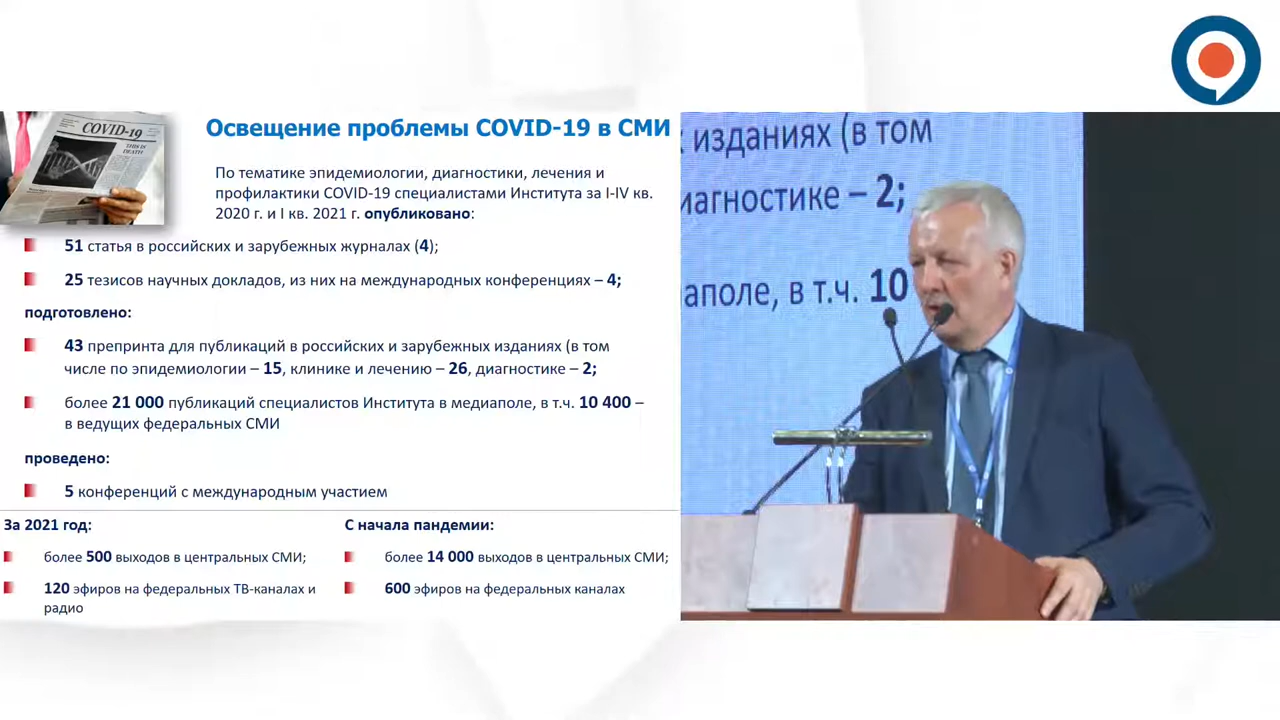 COVID-19
THIS IS
DEATH
Освещение проблемы COVID-19 в СМИ
По тематике эпидемиологии, диагностики, лечения и
профилактики COVID-19 специалистами Института за I-IV кв.
2020 г. и I кв. 2021 г. опубликовано:
51 статья в российских и зарубежных журналах (4);
25 тезисов научных докладов, из них на международных конференциях – 4;
подготовлено:
43 препринта для публикаций в российских и зарубежных изданиях (в том
числе по эпидемиологии – 15, клинике и лечению – 26, диагностике – 2;
более 21 000 публикаций специалистов Института в медиаполе, в т.ч. 10 400 –
в ведущих федеральных СМИ
проведено:
5 конференций с международным участием
За 2021 год:
более 500 выходов в центральных СМИ;
120 эфиров на федеральных ТВ-каналах и
радио
С начала пандемии:
более 14 000 выходов в центральных СМИ;
600 эфиров на федеральных каналах
изданиях (в том
иагностике – 2;
аполе, в т.ч. 10